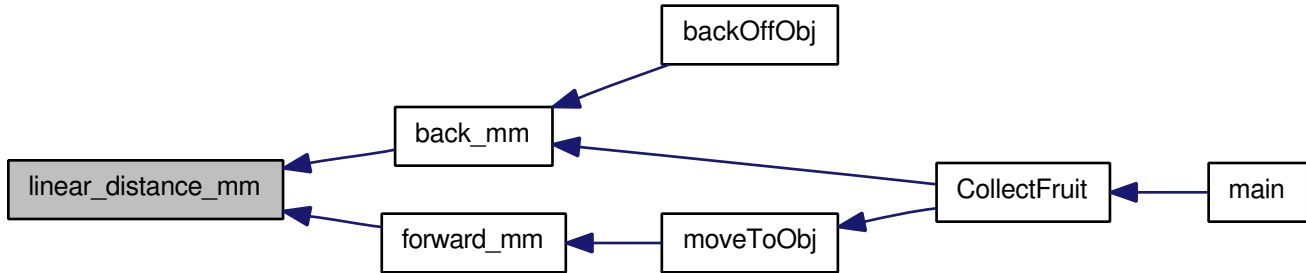 backOffObj
back_mm
linear_distance_mm
CollectFruit
main
forward_mm
moveToObj